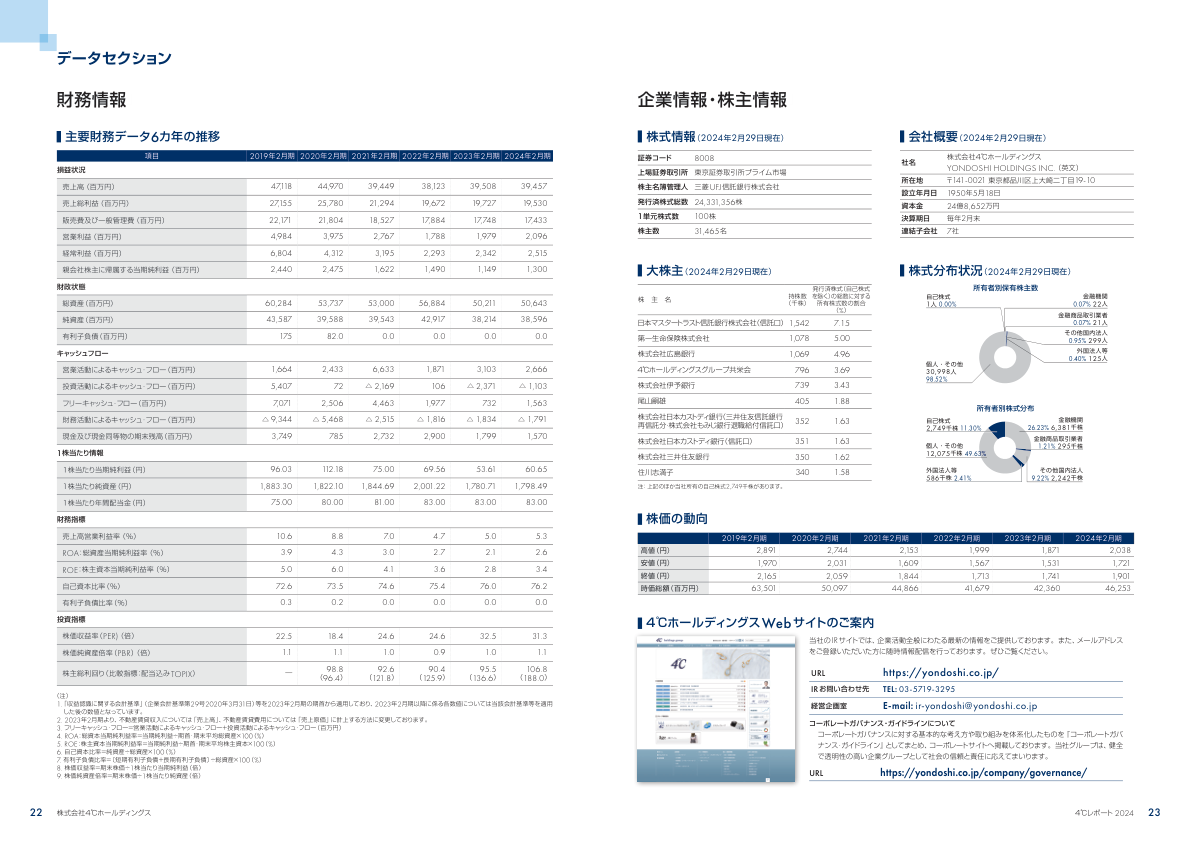 データセクション
財務情報
主要財務データ6カ年の推移
項目 2019年2月期 2020年2月期 2021年2月期 2022年2月期 2023年2月期 2024年2月期
損益状況
売上高（百万円） 47,118 44,970 39,449 38,123 39,508 39,457
売上総利益（百万円） 27,155 25,780 21,294 19,672 19,727 19,530
販売費及び一般管理費（百万円） 22,171 21,804 18,527 17,884 17,748 17,433
営業利益（百万円） 4,984 3,975 2,767 1,788 1,979 2,096
経常利益（百万円） 6,804 4,312 3,195 2,293 2,342 2,515
親会社株主に帰属する当期純利益（百万円） 2,440 2,475 1,622 1,490 1,149 1,300
財政状態
総資産（百万円） 60,284 53,737 53,000 56,884 50,211 50,643
純資産（百万円） 43,587 39,588 39,543 42,917 38,214 38,596
有利子負債（百万円） 175 82.0 0.0 0.0 0.0 0.0
キャッシュフロー
営業活動によるキャッシュ・フロー（百万円） 1,664 2,433 6,633 1,871 3,103 2,666
投資活動によるキャッシュ・フロー（百万円） 5,407 72 △2,169 106 △2,371 △1,103
フリーキャッシュ・フロー（百万円） 7,071 2,506 4,463 1,977 732 1,563
財務活動によるキャッシュ・フロー（百万円） △9,344 △5,468 △2,515 △1,816 △1,834 △1,791
現金及び現金同等物の期末残高（百万円） 3,749 785 2,732 2,900 1,799 1,570
1株当たり情報
1株当たり当期純利益（円） 96.03 112.18 75.00 69.56 53.61 60.65
1株当たり純資産（円） 1,883.30 1,822.10 1,844.69 2,001.22 1,780.71 1,798.49
1株当たり年間配当金（円） 75.00 80.00 81.00 83.00 83.00 83.00
財務指標
売上高営業利益率（%） 10.6 8.8 7.0 4.7 5.0 5.3
ROA：総資産当期純利益率（%） 3.9 4.3 3.0 2.7 2.1 2.6
ROE：株主資本当期純利益率（%） 5.0 6.0 4.1 3.6 2.8 3.4
自己資本比率（%） 72.6 73.5 74.6 75.4 76.0 76.2
有利子負債比率（%） 0.3 0.2 0.0 0.0 0.0 0.0
投資指標
株価収益率（PER）（倍） 22.5 18.4 24.6 24.6 32.5 31.3
株価純資産倍率（PBR）（倍） 1.1 1.1 1.0 0.9 1.0 1.1
株主総利回り（比較指標：配当込みTOPIX） — 98.8 92.6 90.4 95.5 106.8
(96.4) (121.8) (125.9) (136.6) (188.0)
（注）
1.「収益認識に関する会計基準」（企業会計基準第29号2020年3月31日）等を2023年2月期の期首から適用しており、2023年2月期以降に係る各数値については当該会計基準等を適用
した後の数値となっています。
2. 2023年2月期より、不動産賃貸収入については「売上高」、不動産賃貸費用については「売上原価」に計上する方法に変更しております。
3. フリーキャッシュ・フロー＝営業活動によるキャッシュ・フロー＋投資活動によるキャッシュ・フロー（百万円）
4. ROA：総資本当期純利益率＝当期純利益÷期首・期末平均総資産×100（%）
5. ROE：株主資本当期純利益率＝当期純利益÷期首・期末平均株主資本×100（%）
6. 自己資本比率＝純資産÷総資産×100（%）
7. 有利子負債比率＝（短期有利子負債＋長期有利子負債）÷総資産×100（%）
8. 株価収益率＝期末株価÷1株当たり当期純利益（倍）
9. 株価純資産倍率＝期末株価÷1株当たり純資産（倍）
22 株式会社4℃ホールディングス
企業情報・株主情報
株式情報（2024年2月29日現在）
証券コード 8008
上場証券取引所 東京証券取引所プライム市場
株主名簿管理人 三菱UFJ信託銀行株式会社
発行済株式総数 24,331,356株
1単元株式数 100株
株主数 31,465名
会社概要（2024年2月29日現在）
社名 株式会社4℃ホールディングス
YONDOSHI HOLDINGS INC.（英文）
所在地 〒141-0021 東京都品川区上大崎二丁目19-10
設立年月日 1950年5月18日
資本金 24億8,652万円
決算期日 毎年2月末
連結子会社 7社
大株主（2024年2月29日現在）
株主名 持株数（千株） 発行済株式（自己株式を除く）の総数に対する所有株式数の割合（%）
日本マスタートラスト信託銀行株式会社（信託口） 1,542 7.15
第一生命保険株式会社 1,078 5.00
株式会社広島銀行 1,069 4.96
4℃ホールディングスグループ共栄会 796 3.69
株式会社伊予銀行 739 3.43
尾山嗣雄 405 1.88
株式会社日本カストディ銀行（三井住友信託銀行
再信託分・株式会社もみじ銀行退職給付信託口） 352 1.63
株式会社日本カストディ銀行（信託口） 351 1.63
株式会社三井住友銀行 350 1.62
住川志満子 340 1.58
注：上記のほか当社所有の自己株式2,749千株があります。
株式分布状況（2024年2月29日現在）
所有者別保有株主数
自己株式
1人 0.00%
金融機関
0.07% 22人
金融商品取引業者
0.07% 21人
その他国内法人
0.95% 299人
外国法人等
0.40% 125人
個人・その他
30,998人
98.52%
所有者別株式分布
自己株式
2,749千株 11.30%
金融機関
26.23% 6,381千株
金融商品取引業者
1.21% 295千株
個人・その他
12,075千株 49.63%
外国法人等
586千株 2.41%
その他国内法人
9.22% 2,242千株
株価の動向
2019年2月期 2020年2月期 2021年2月期 2022年2月期 2023年2月期 2024年2月期
高値（円） 2,891 2,744 2,153 1,999 1,871 2,038
安値（円） 1,970 2,031 1,609 1,567 1,531 1,721
終値（円） 2,165 2,059 1,844 1,713 1,741 1,901
時価総額（百万円） 63,501 50,097 44,866 41,679 42,360 46,253
4℃ホールディングスWebサイトのご案内
4℃
当社のIRサイトでは、企業活動全般にわたる最新の情報をご提供しております。また、メールアドレス
をご登録いただいた方に随時情報配信を行っております。ぜひご覧ください。
URL https://yondoshi.co.jp/
IRお問い合わせ先 TEL: 03-5719-3295
経営企画室 E-mail: ir-yondoshi@yondoshi.co.jp
コーポレートガバナンス・ガイドラインについて
コーポレートガバナンスに対する基本的な考え方や取り組みを体系化したものを「コーポレートガバ
ナンス・ガイドライン」としてまとめ、コーポレートサイトへ掲載しております。当社グループは、健全
で透明性の高い企業グループとして社会の信頼と責任に応えてまいります。
URL https://yondoshi.co.jp/company/governance/
4℃レポート 2024 23